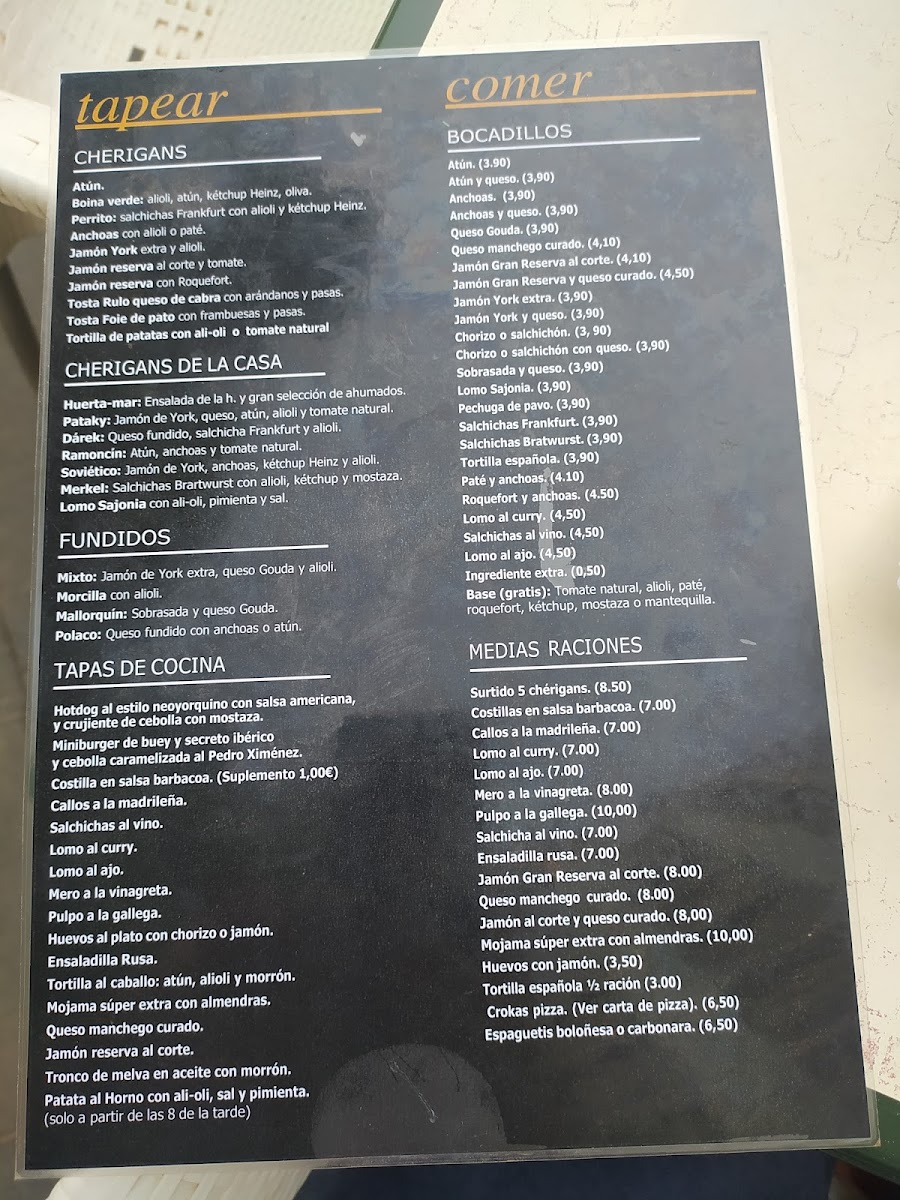 tapear
CHERIGANS
Atún.
Boina verde: alioli, atún, kétchup Heinz, oliva.
Perrito: salchichas Frankfurt con alioli y kétchup Heinz.
Anchoas con alioli o paté.
Jamón York extra y alioli.
Jamón reserva al corte y tomate.
Jamón reserva con Roquefort.
Tosta Rulo queso de cabra con arándanos y pasas.
Tosta Foie de pato con frambuesas y pasas.
Tortilla de patatas con ali-oli o tomate natural
CHERIGANS DE LA CASA
Huerta-mar: Ensalada de la h. y gran selección de ahumados.
Pataky: Jamón de York, queso, atún, alioli y tomate natural.
Dárek: Queso fundido, salchicha Frankfurt y alioli.
Ramoncín: Atún, anchoas y tomate natural.
Soviético: Jamón de York, anchoas, kétchup Heinz y alioli.
Merkel: Salchichas Brartwurst con alioli, kétchup y mostaza.
Lomo Sajonia con ali-oli, pimienta y sal.
FUNDIDOS
Mixto: Jamón de York extra, queso Gouda y alioli.
Morcilla con alioli.
Mallorquín: Sobrasada y queso Gouda.
Polaco: Queso fundido con anchoas o atún.
TAPAS DE COCINA
Hotdog al estilo neoyorquino con salsa americana,
y crujiente de cebolla con mostaza.
Miniburger de buey y secreto ibérico
y cebolla caramelizada al Pedro Ximénez.
Costilla en salsa barbacoa. (Suplemento 1,00€)
Callos a la madrileña.
Salchichas al vino.
Lomo al curry.
Lomo al ajo.
Mero a la vinagreta.
Pulpo a la gallega.
Huevos al plato con chorizo o jamón.
Ensaladilla Rusa.
Tortilla al caballo: atún, alioli y morrón.
Mojama súper extra con almendras.
Queso manchego curado.
Jamón reserva al corte.
Tronco de melva en aceite con morrón.
Patata al Horno con ali-oli, sal y pimienta.
(solo a partir de las 8 de la tarde)
comer
BOCADILLOS
Atún. (3.90)
Atún y queso. (3,90)
Anchoas. (3,90)
Anchoas y queso. (3,90)
Queso Gouda. (3,90)
Queso manchego curado. (4,10)
Jamón Gran Reserva al corte. (4,10)
Jamón Gran Reserva y queso curado. (4,50)
Jamón York extra. (3,90)
Jamón York y queso. (3,90)
Chorizo o salchichón. (3, 90)
Chorizo o salchichón con queso. (3,90)
Sobrasada y queso. (3,90)
Lomo Sajonia. (3,90)
Pechuga de pavo. (3,90)
Salchichas Frankfurt. (3,90)
Salchichas Bratwurst. (3,90)
Tortilla española. (3,90)
Paté y anchoas. (4.10)
Roquefort y anchoas. (4.50)
Lomo al curry. (4,50)
Salchichas al vino. (4,50)
Lomo al ajo. (4,50)
Ingrediente extra. (0,50)
Base (gratis): Tomate natural, alioli, paté,
roquefort, kétchup, mostaza o mantequilla.
MEDIAS RACIONES
Surtido 5 chérigans. (8.50)
Costillas en salsa barbacoa. (7.00)
Callos a la madrileña. (7.00)
Lomo al curry. (7.00)
Lomo al ajo. (7.00)
Mero a la vinagreta. (8.00)
Pulpo a la gallega. (10,00)
Salchicha al vino. (7.00)
Ensaladilla rusa. (7.00)
Jamón Gran Reserva al corte. (8.00)
Queso manchego curado. (8.00)
Jamón al corte y queso curado. (8,00)
Mojama súper extra con almendras. (10,00)
Huevos con jamón. (3,50)
Tortilla española ½ ración (3.00)
Crokas pizza. (Ver carta de pizza). (6,50)
Espaguetis boloñesa o carbonara. (6,50)